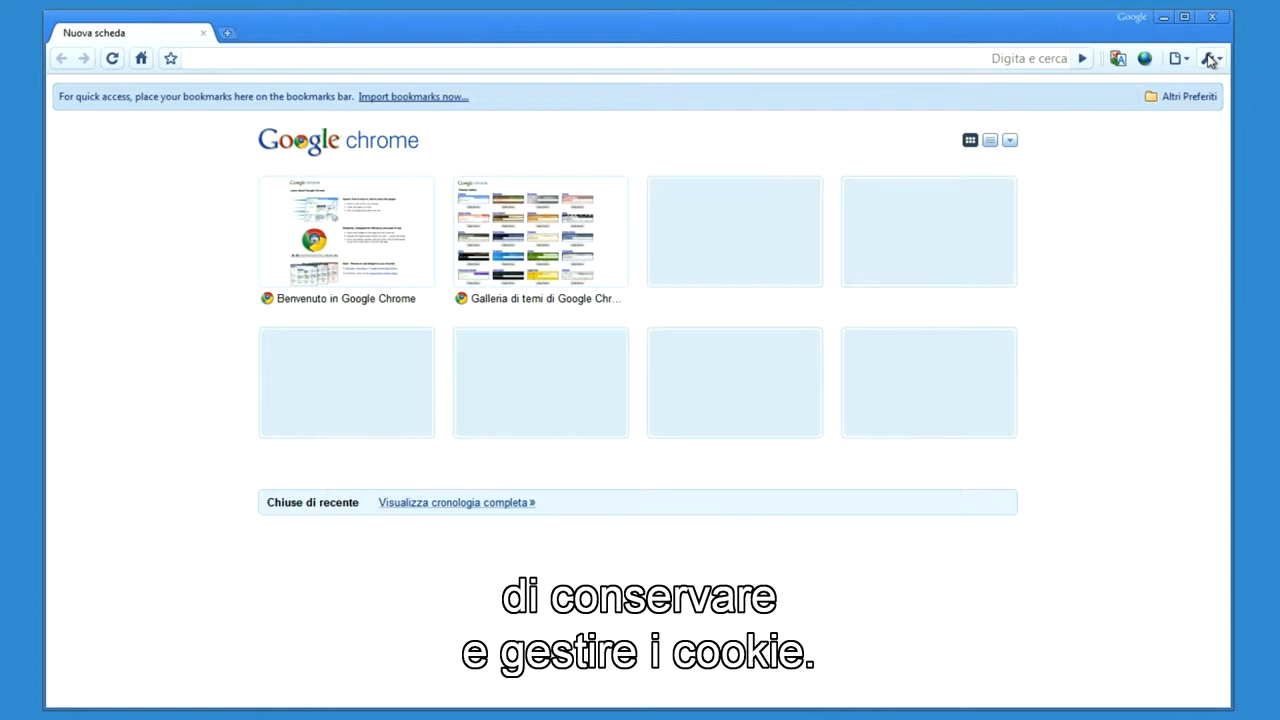 Google
Nuova scheda
Digita e cerca
For quick access, place your bookmarks here on the bookmarks bar. Import bookmarks now...
Altri Preferiti
Google chrome
Benvenuto in Google Chrome
Galleria di temi di Google Chr...
Chiuse di recente
Visualizza cronologia completa »
di conservare
e gestire i cookie.